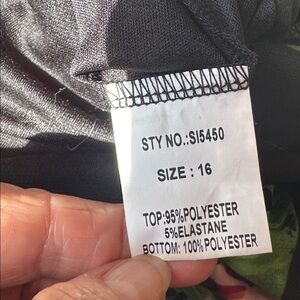 STY NO.:SI5450
SIZE : 16
TOP:95%POLYESTER
5%ELASTANE
BOTTOM: 100%POLYESTER